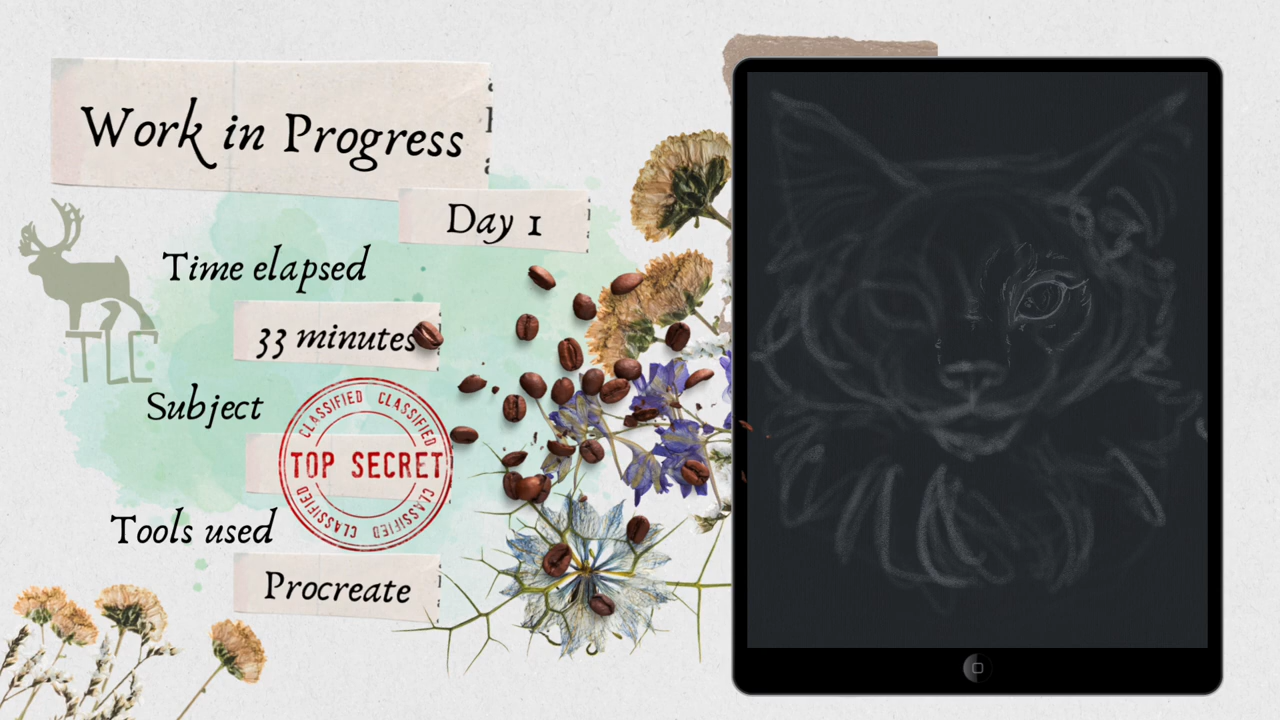 Work in Progress
Day 1
Time elapsed
33 minutes
TLC
Subject
CLASSIFIED CLASSIFIED
TOP SECRET
CLASSIFIED CLASSIFIED
Tools used
Procreate